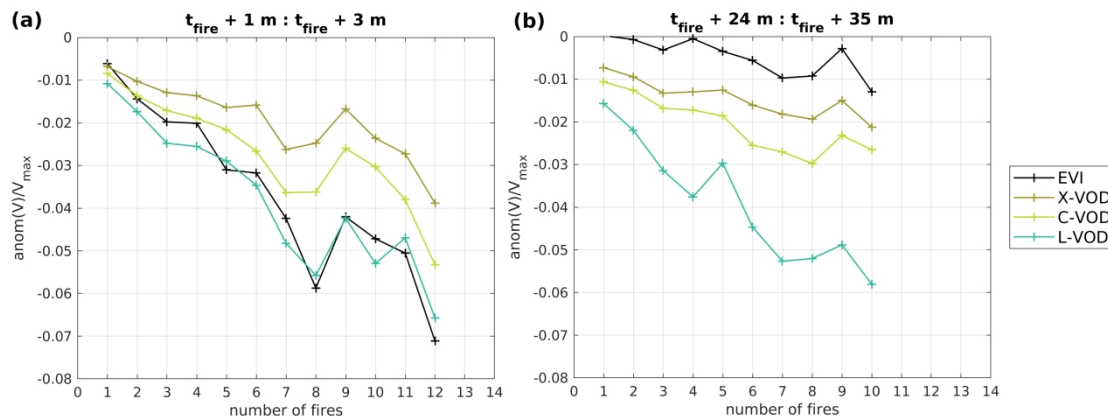 (a)
t_fire + 1 m : t_fire + 3 m
0
-0.01
-0.02
-0.03
-0.04
-0.05
-0.06
-0.07
-0.08
anom(V)/V_max
0 1 2 3 4 5 6 7 8 9 10 11 12 13 14
number of fires
(b)
t_fire + 24 m : t_fire + 35 m
0
-0.01
-0.02
-0.03
-0.04
-0.05
-0.06
-0.07
-0.08
anom(V)/V_max
0 1 2 3 4 5 6 7 8 9 10 11 12 13 14
number of fires
EVI
X-VOD
C-VOD
L-VOD